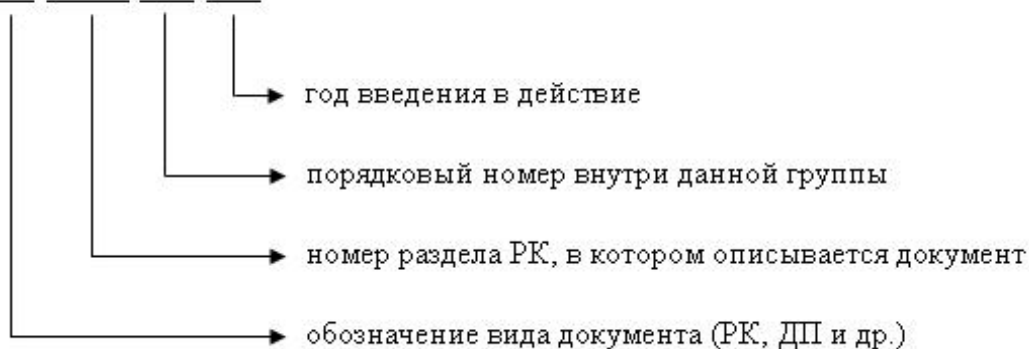 год введения в действие
порядковый номер внутри данной группы
номер раздела РК, в котором описывается документ
обозначение вида документа (РК, ДП и др.)